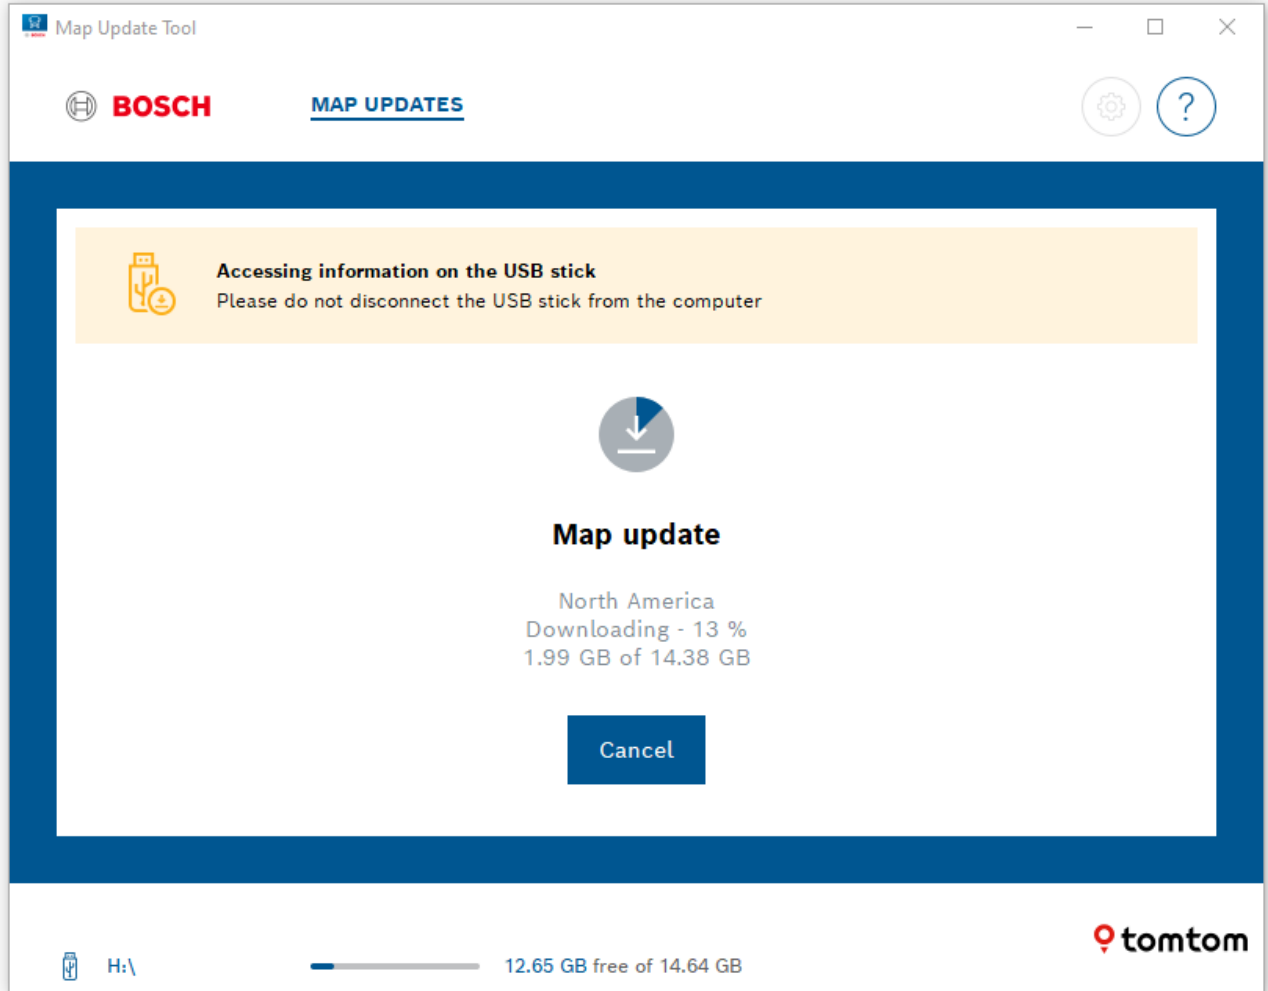 Map Update Tool
BOSCH
MAP UPDATES
?
Accessing information on the USB stick
Please do not disconnect the USB stick from the computer
Map update
North America
Downloading - 13 %
1.99 GB of 14.38 GB
Cancel
tomtom
H:\
12.65 GB free of 14.64 GB